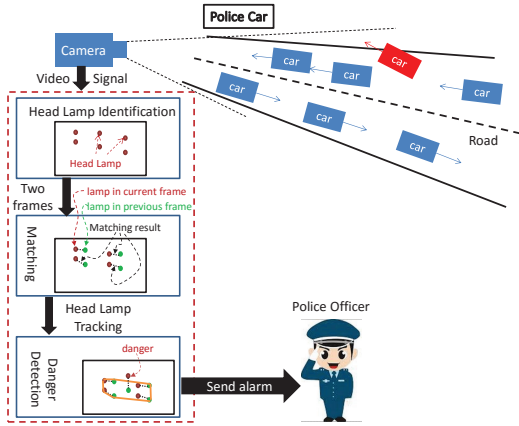 Police Car
Camera
car
car
car
car
car
car
car
Road
Video Signal
Head Lamp Identification
Head Lamp
Two
frames
lamp in current frame
lamp in previous frame
Matching
Matching result
Head Lamp
Tracking
Danger
Detection
danger
Send alarm
Police Officer